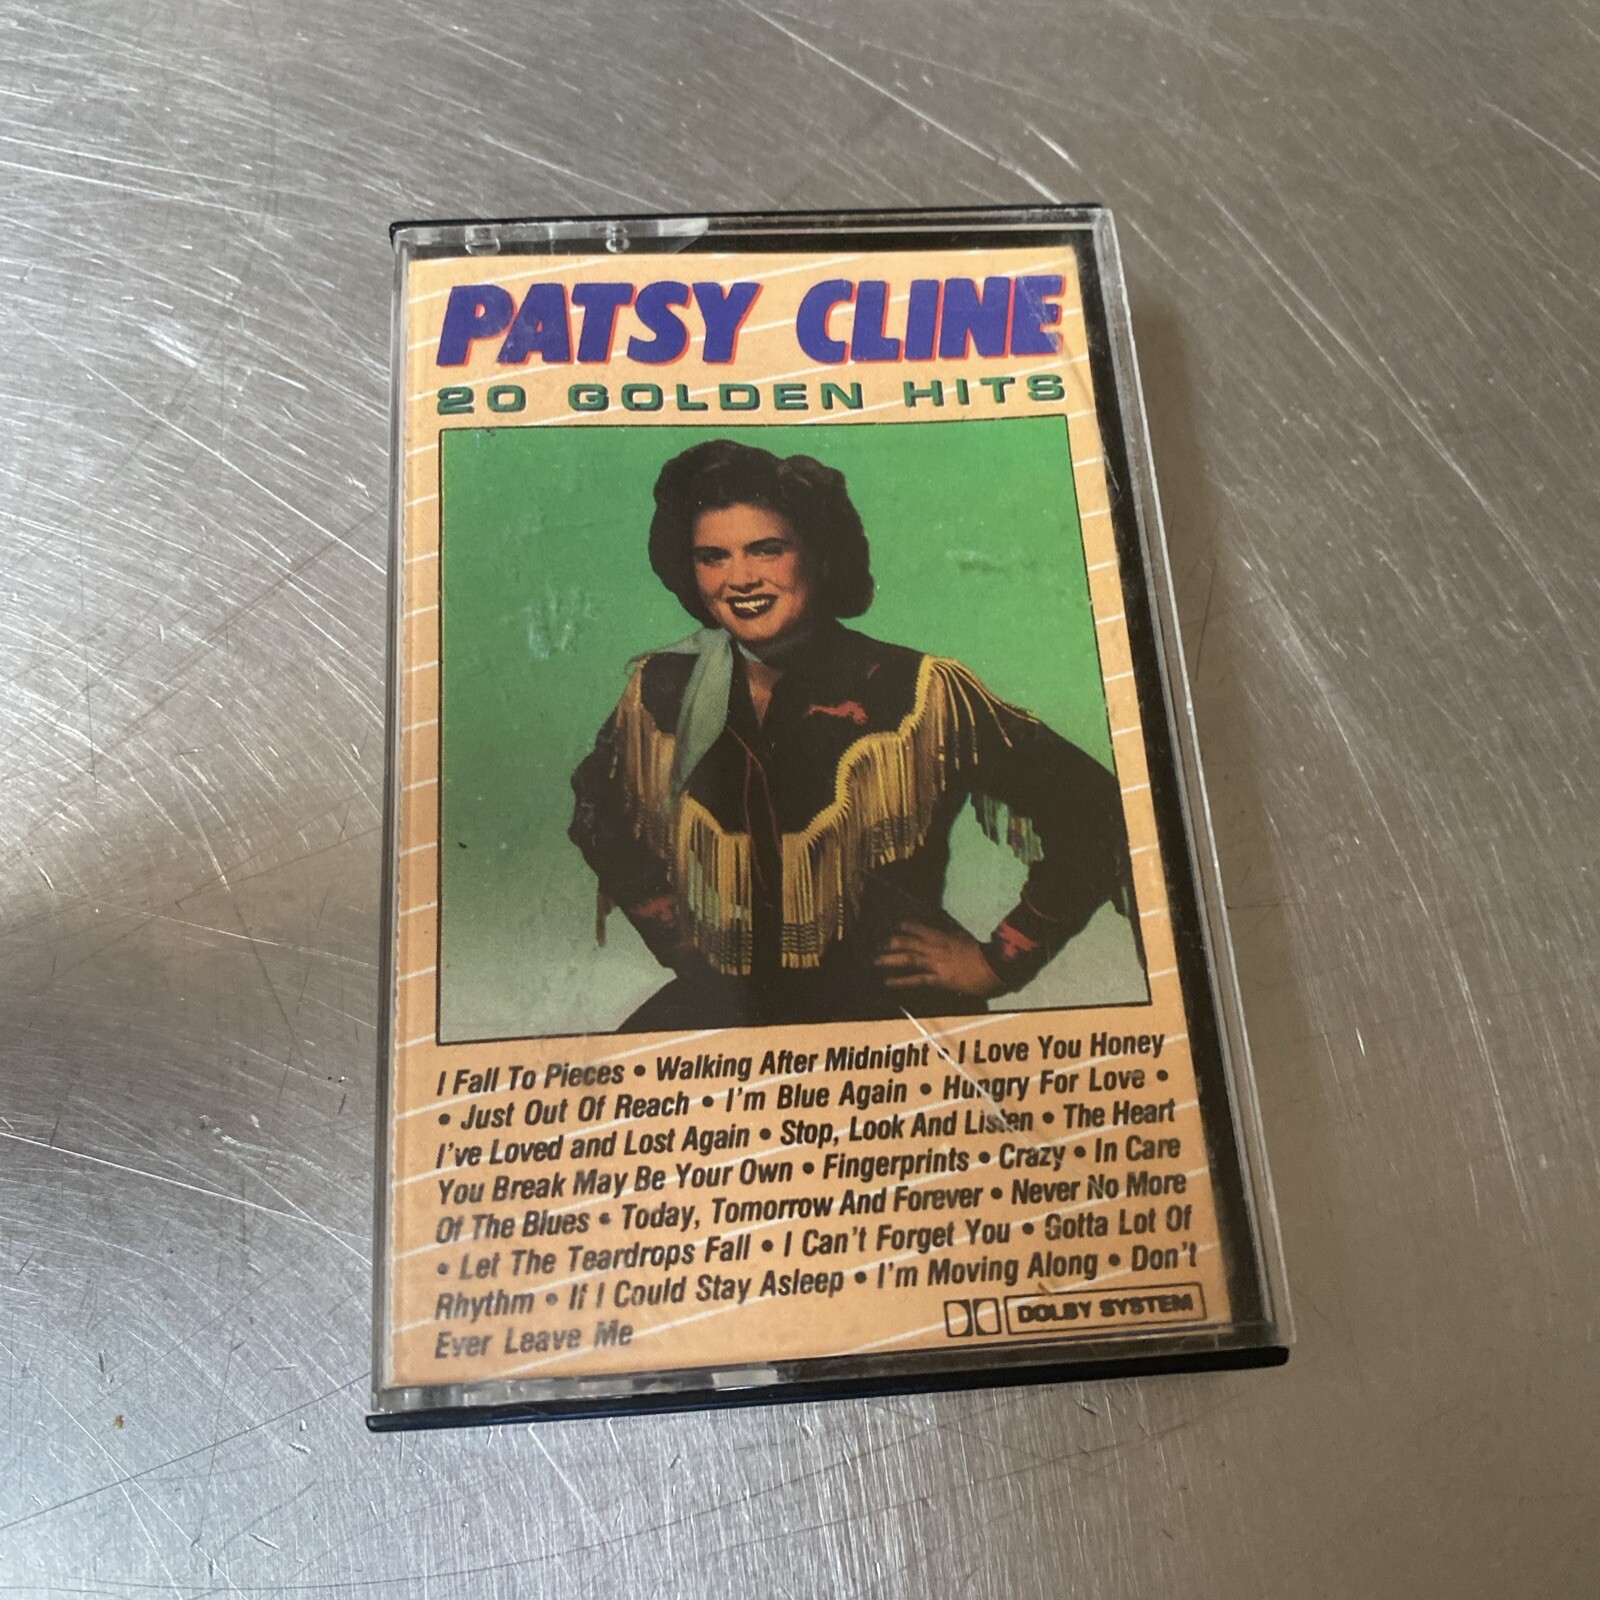 PATSY CLINE
20 GOLDEN HITS
I Fall To Pieces • Walking After Midnight • I Love You Honey
• Just Out Of Reach • I'm Blue Again • Hungry For Love •
I've Loved and Lost Again • Stop, Look And Listen • The Heart
You Break May Be Your Own • Fingerprints • Crazy • In Care
Of The Blues • Today, Tomorrow And Forever • Never No More
• Let The Teardrops Fall • I Can't Forget You • Gotta Lot Of
Rhythm • If I Could Stay Asleep • I'm Moving Along • Don't
Ever Leave Me
DOLBY SYSTEM